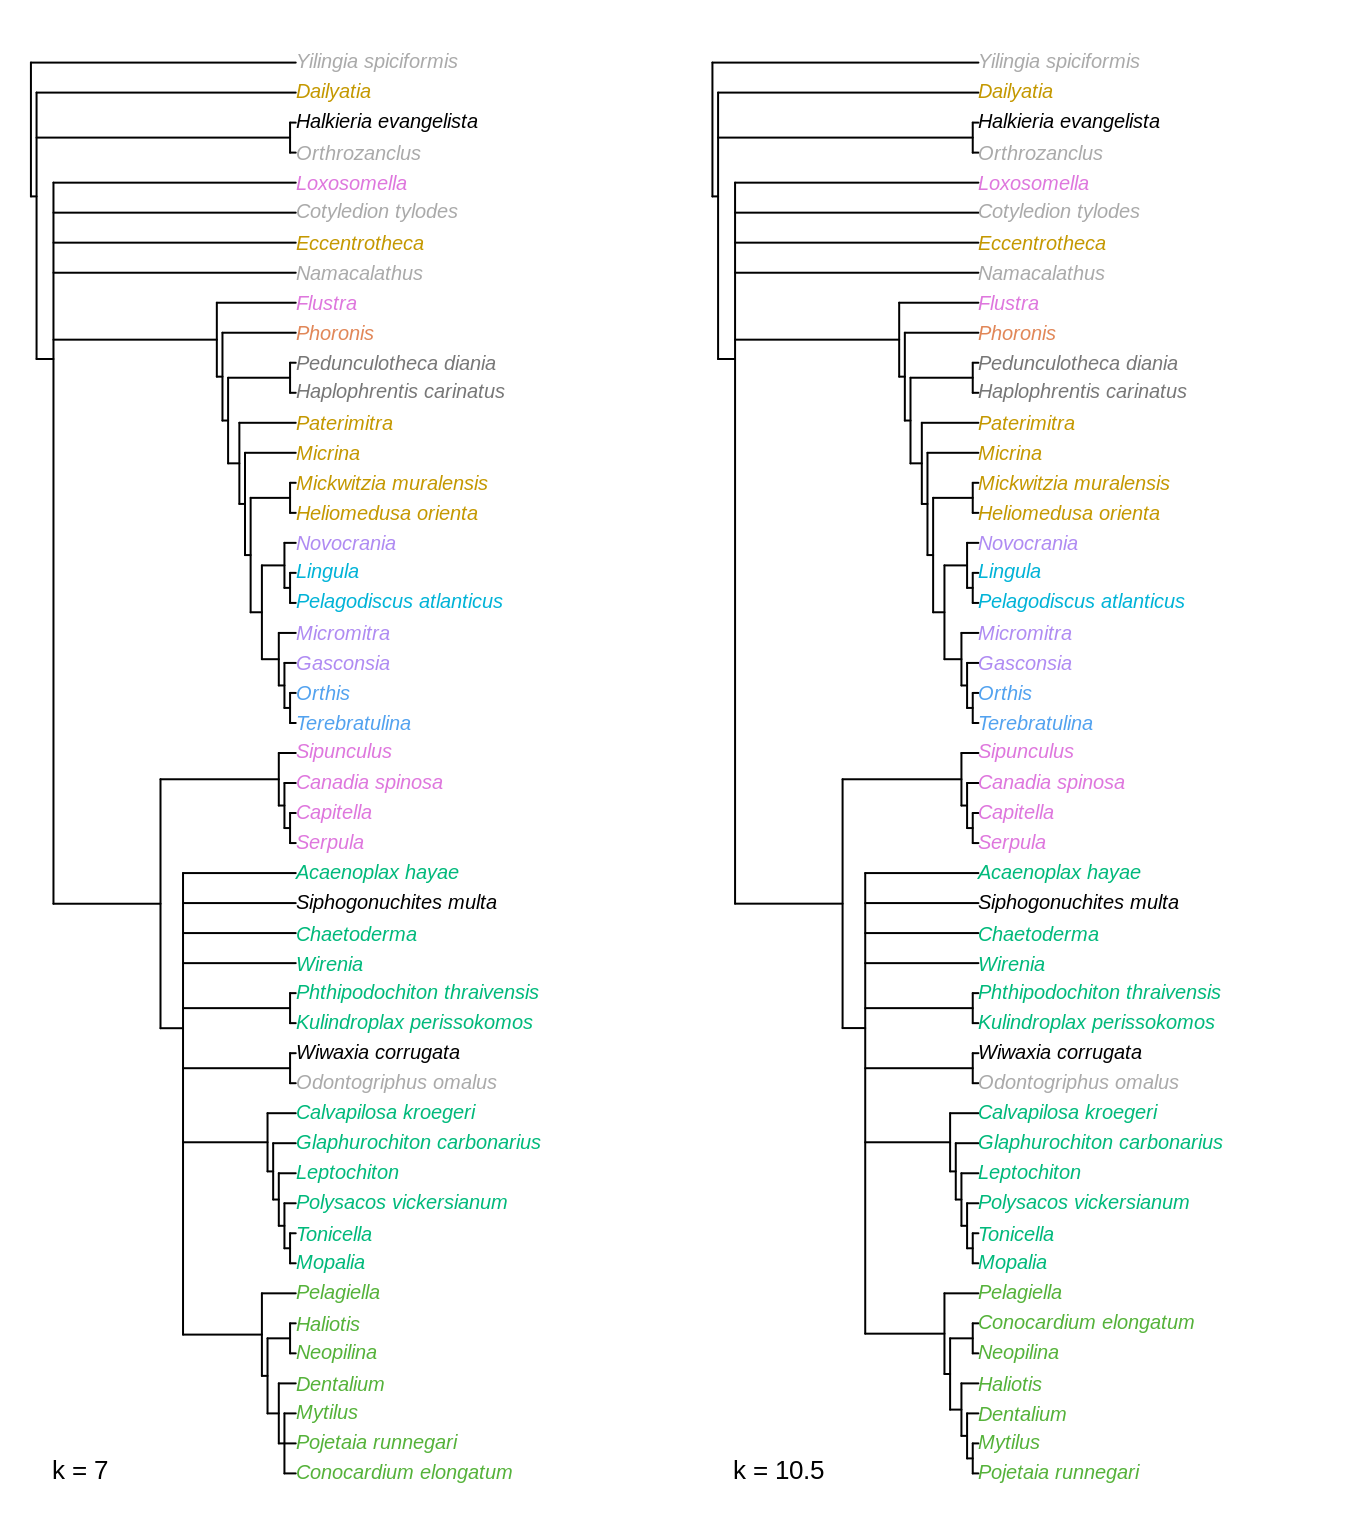 Yilingia spiciformis
Dailyatia
Halkieria evangelista
Orthrozanclus
Loxosomella
Cotyledion tylodes
Eccentrotheca
Namacalathus
Flustra
Phoronis
Pedunculotheca diania
Haplophrentis carinatus
Paterimitra
Micrina
Mickwitzia muralensis
Heliomedusa orienta
Novocrania
Lingula
Pelagodiscus atlanticus
Micromitra
Gasconsia
Orthis
Terebratulina
Sipunculus
Canadia spinosa
Capitella
Serpula
Acaenoplax hayae
Siphogonuchites multa
Chaetoderma
Wirenia
Phthipodochiton thraivensis
Kulindroplax perissokomos
Wiwaxia corrugata
Odontogriphus omalus
Calvapilosa kroegeri
Glaphurochiton carbonarius
Leptochiton
Polysacos vickersianum
Tonicella
Mopalia
Pelagiella
Haliotis
Neopilina
Dentalium
Mytilus
Pojetaia runnegari
Conocardium elongatum
k = 7
Yilingia spiciformis
Dailyatia
Halkieria evangelista
Orthrozanclus
Loxosomella
Cotyledion tylodes
Eccentrotheca
Namacalathus
Flustra
Phoronis
Pedunculotheca diania
Haplophrentis carinatus
Paterimitra
Micrina
Mickwitzia muralensis
Heliomedusa orienta
Novocrania
Lingula
Pelagodiscus atlanticus
Micromitra
Gasconsia
Orthis
Terebratulina
Sipunculus
Canadia spinosa
Capitella
Serpula
Acaenoplax hayae
Siphogonuchites multa
Chaetoderma
Wirenia
Phthipodochiton thraivensis
Kulindroplax perissokomos
Wiwaxia corrugata
Odontogriphus omalus
Calvapilosa kroegeri
Glaphurochiton carbonarius
Leptochiton
Polysacos vickersianum
Tonicella
Mopalia
Pelagiella
Conocardium elongatum
Neopilina
Haliotis
Dentalium
Mytilus
Pojetaia runnegari
k = 10.5